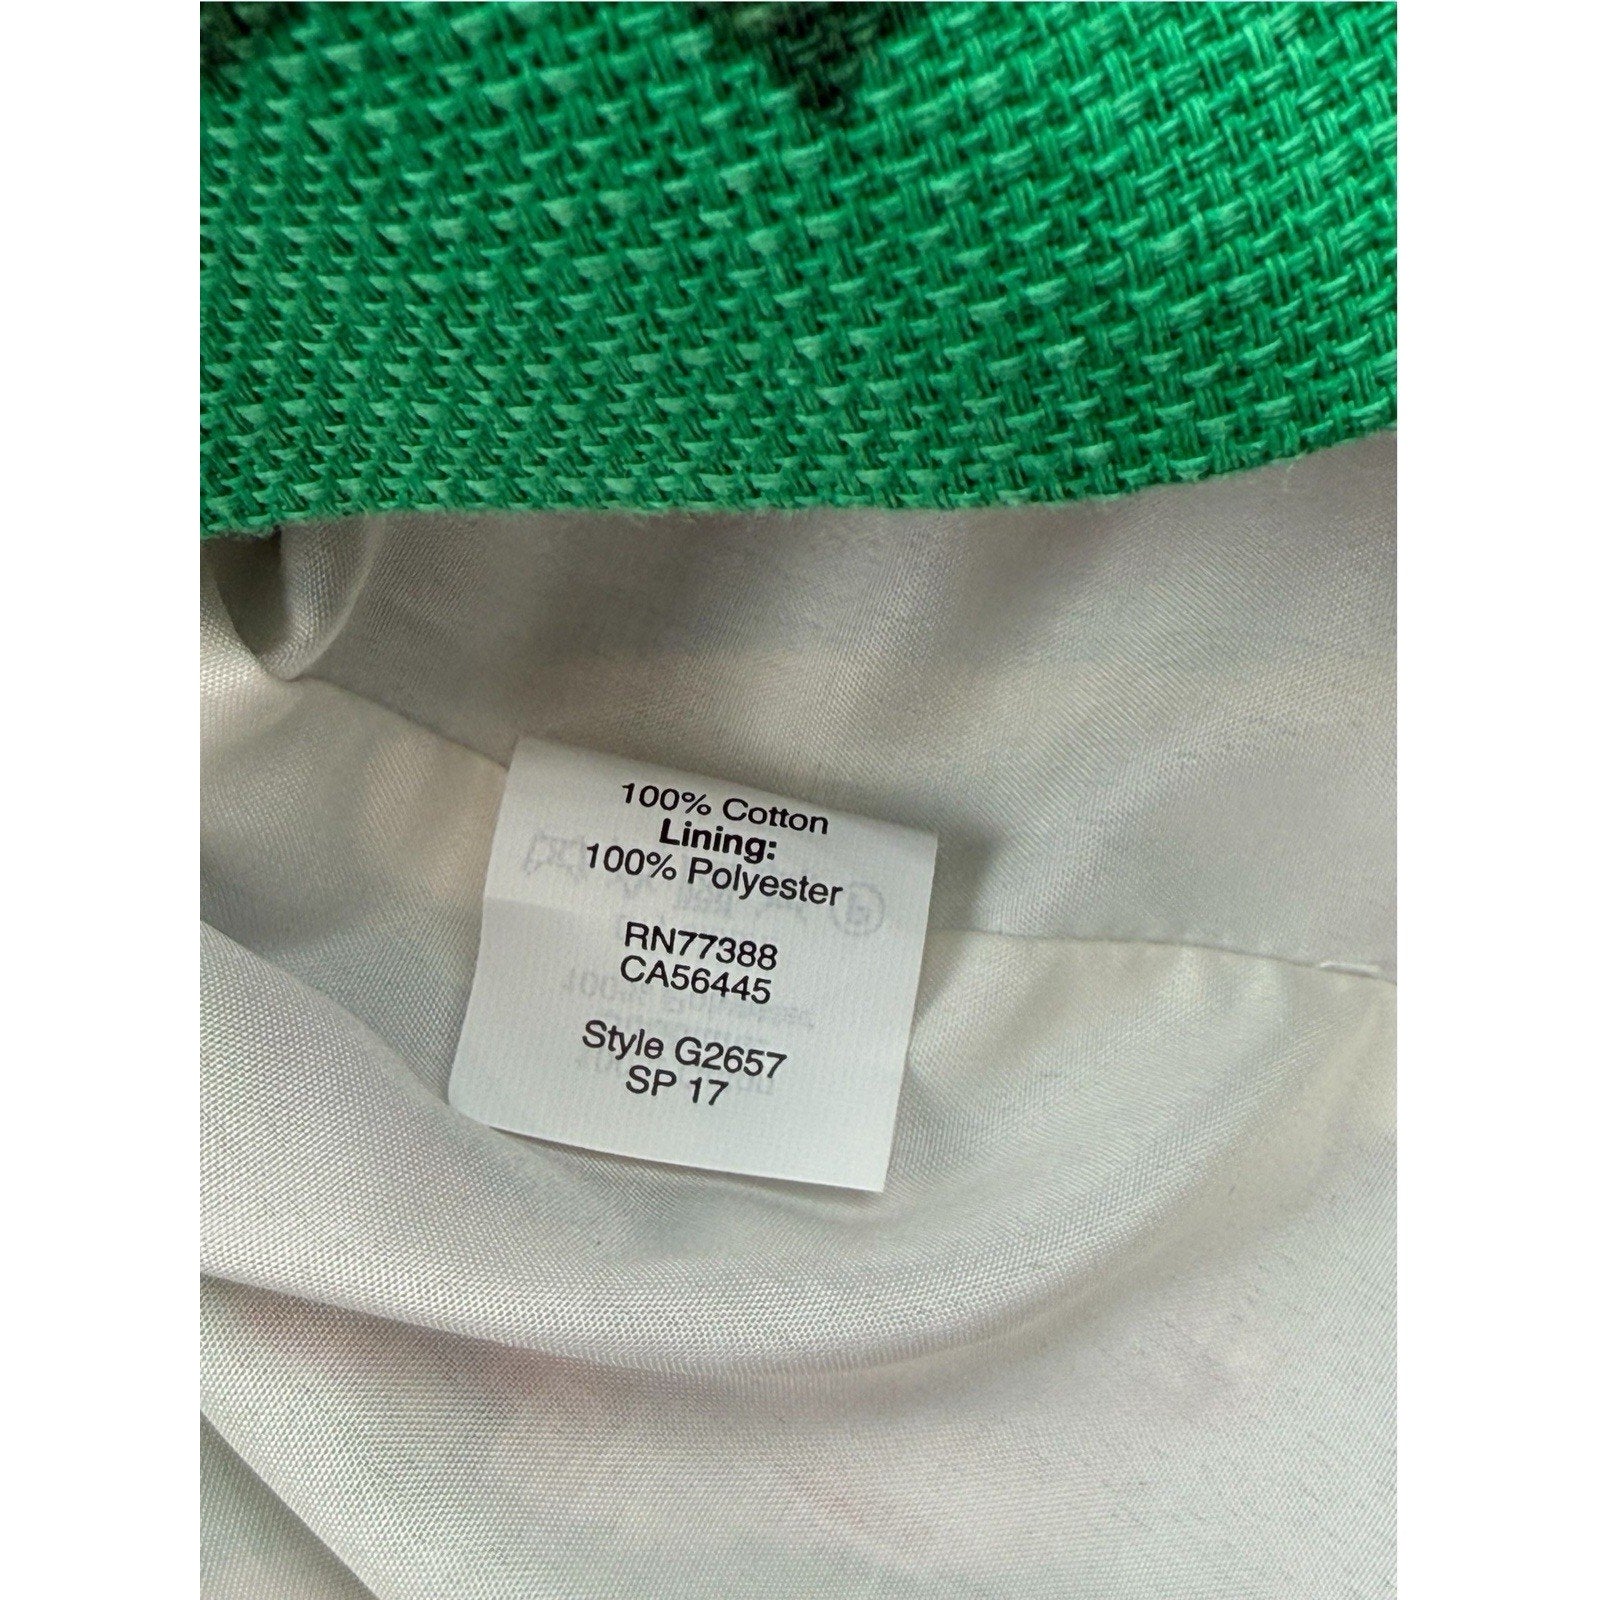 100% Cotton
Lining:
100% Polyester
RN77388
CA56445
Style G2657
SP 17